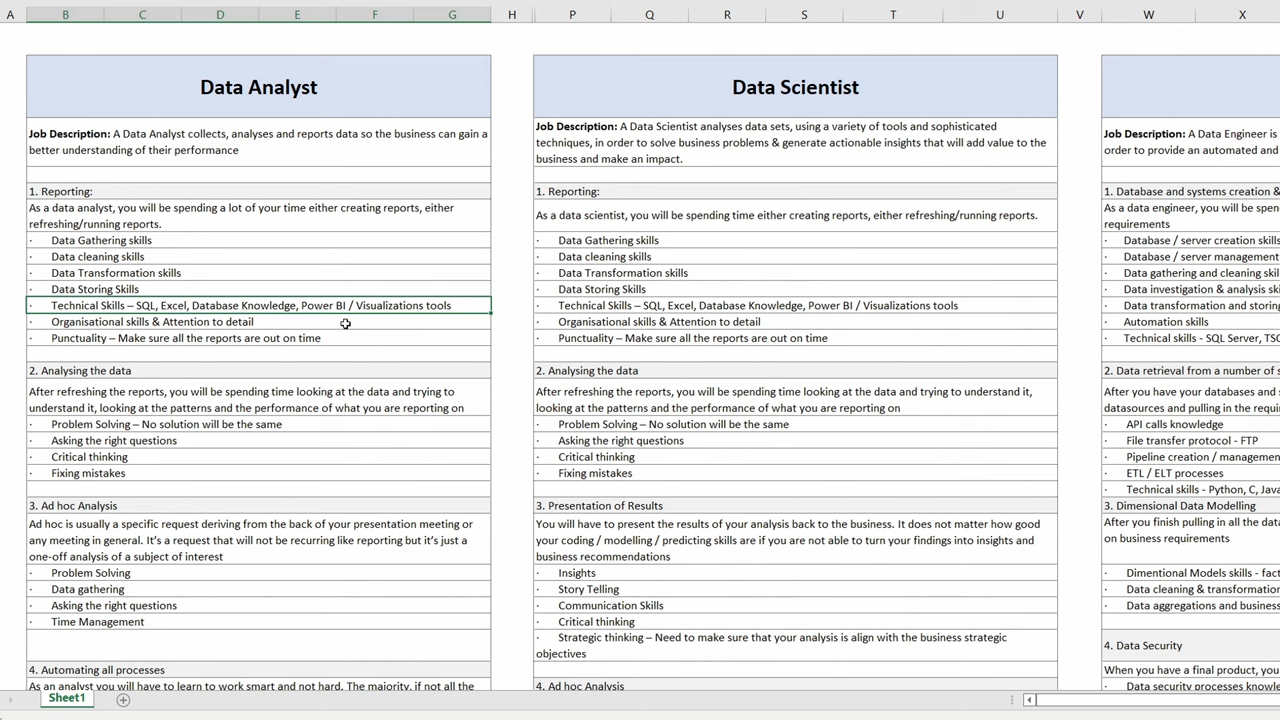 A B C D E F G H P Q R S T U V W X
Data Analyst
Job Description: A Data Analyst collects, analyses and reports data so the business can gain a
better understanding of their performance
1. Reporting:
As a data analyst, you will be spending a lot of your time either creating reports, either
refreshing/running reports.
· Data Gathering skills
· Data cleaning skills
· Data Transformation skills
· Data Storing Skills
· Technical Skills – SQL, Excel, Database Knowledge, Power BI / Visualizations tools
· Organisational skills & Attention to detail
· Punctuality – Make sure all the reports are out on time
2. Analysing the data
After refreshing the reports, you will be spending time looking at the data and trying to
understand it, looking at the patterns and the performance of what you are reporting on
· Problem Solving – No solution will be the same
· Asking the right questions
· Critical thinking
· Fixing mistakes
3. Ad hoc Analysis
Ad hoc is usually a specific request deriving from the back of your presentation meeting or
any meeting in general. It's a request that will not be recurring like reporting but it's just a
one-off analysis of a subject of interest
· Problem Solving
· Data gathering
· Asking the right questions
· Time Management
4. Automating all processes
As an analyst you will have to learn to work smart and not hard. The majority, if not all the
Data Scientist
Job Description: A Data Scientist analyses data sets, using a variety of tools and sophisticated
techniques, in order to solve business problems & generate actionable insights that will add value to the
business and make an impact.
1. Reporting:
As a data scientist, you will be spending time either creating reports, either refreshing/running reports.
· Data Gathering skills
· Data cleaning skills
· Data Transformation skills
· Data Storing Skills
· Technical Skills – SQL, Excel, Database Knowledge, Power BI / Visualizations tools
· Organisational skills & Attention to detail
· Punctuality – Make sure all the reports are out on time
2. Analysing the data
After refreshing the reports, you will be spending time looking at the data and trying to understand it,
looking at the patterns and the performance of what you are reporting on
· Problem Solving – No solution will be the same
· Asking the right questions
· Critical thinking
· Fixing mistakes
3. Presentation of Results
You will have to present the results of your analysis back to the business. It does not matter how good
your coding / modelling / predicting skills are if you are not able to turn your findings into insights and
business recommendations
· Insights
· Story Telling
· Communication Skills
· Critical thinking
· Strategic thinking – Need to make sure that your analysis is align with the business strategic
objectives
4. Ad hoc Analysis
Job Description: A Data Engineer is
order to provide an automated and
1. Database and systems creation &
As a data engineer, you will be spen
requirements
· Database / server creation skills
· Database / server management
· Data gathering and cleaning skil
· Data investigation & analysis ski
· Data transformation and storing
· Automation skills
· Technical skills - SQL Server, TSC
2. Data retrieval from a number of s
After you have your databases and s
datasources and pulling in the requi
· API calls knowledge
· File transfer protocol - FTP
· Pipeline creation / managemen
· ETL / ELT processes
· Technical skills - Python, C, Java
3. Dimensional Data Modelling
After you finish pulling in all the data
on business requirements
· Dimentional Models skills - fact
· Data cleaning & transformation
· Data aggregations and business
4. Data Security
When you have a final product, you
· Data security processes knowle
Sheet1